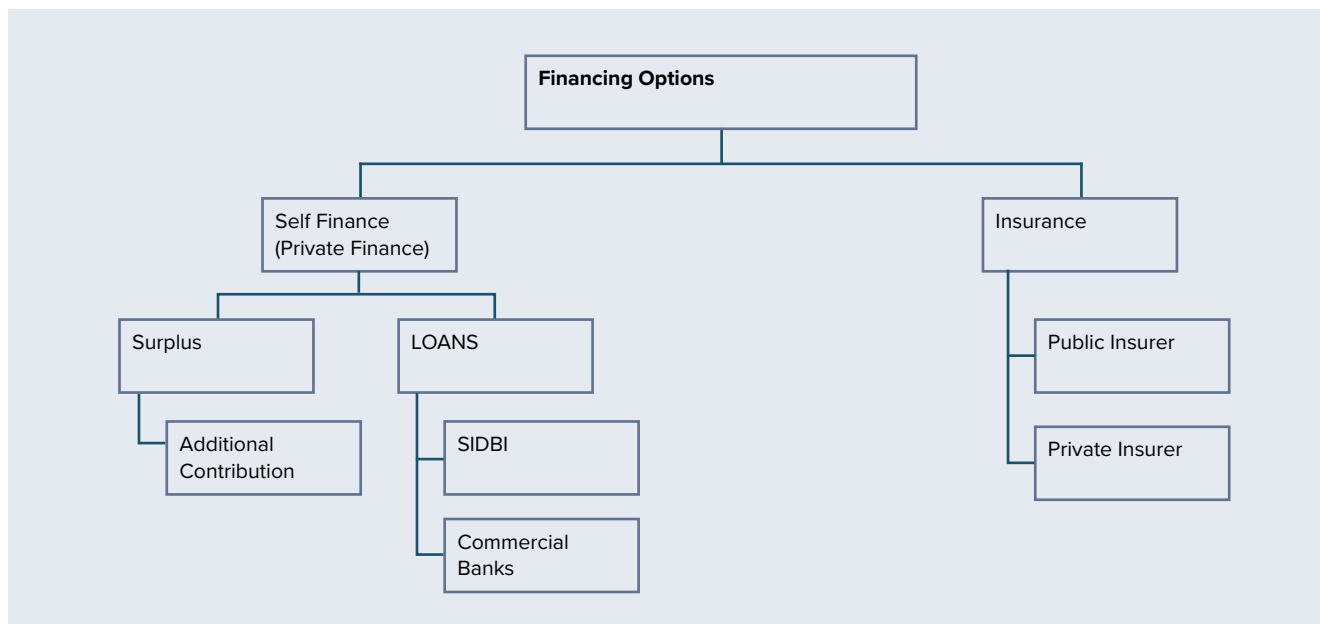 Financing Options
Self Finance
(Private Finance)
Insurance
Surplus
LOANS
Public Insurer
Additional
Contribution
SIDBI
Private Insurer
Commercial
Banks